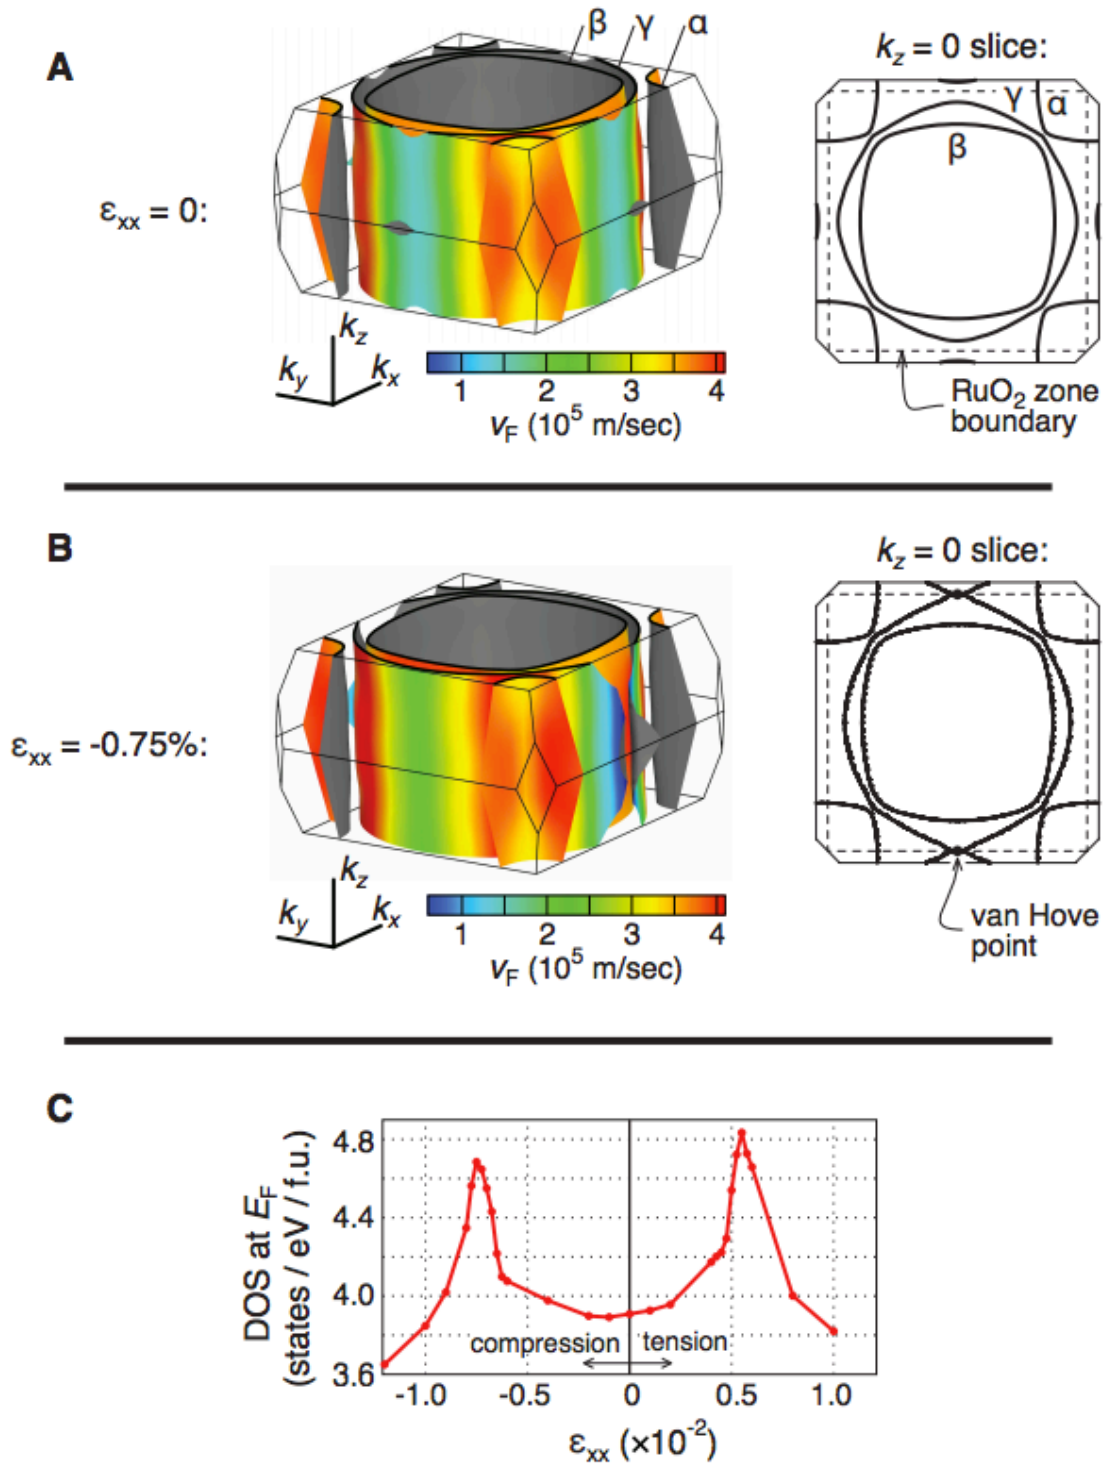 A
β γ α
k_z = 0 slice:
γ α
β
ε_xx = 0:
k_z
k_y k_x
1 2 3 4
v_F (10^5 m/sec)
RuO_2 zone
boundary
B
k_z = 0 slice:
ε_xx = -0.75%:
k_z
k_y k_x
1 2 3 4
v_F (10^5 m/sec)
van Hove
point
C
DOS at E_F
(states / eV / f.u.)
4.8
4.4
4.0
3.6
compression tension
-1.0 -0.5 0 0.5 1.0
ε_xx (×10^-2)